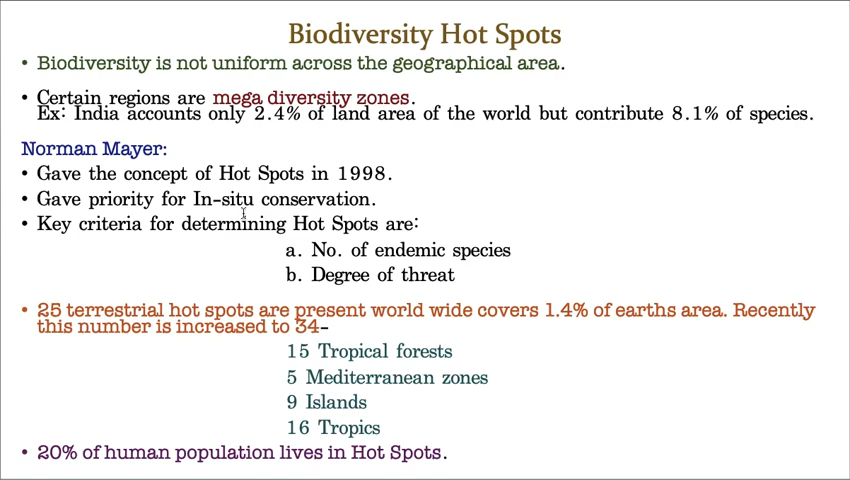 Biodiversity Hot Spots
• Biodiversity is not uniform across the geographical area.
• Certain regions are mega diversity zones.
Ex: India accounts only 2.4% of land area of the world but contribute 8.1% of species.
Norman Mayer:
• Gave the concept of Hot Spots in 1998.
• Gave priority for In-situ conservation.
• Key criteria for determining Hot Spots are:
a. No. of endemic species
b. Degree of threat
• 25 terrestrial hot spots are present world wide covers 1.4% of earths area. Recently
this number is increased to 34-
15 Tropical forests
5 Mediterranean zones
9 Islands
16 Tropics
• 20% of human population lives in Hot Spots.